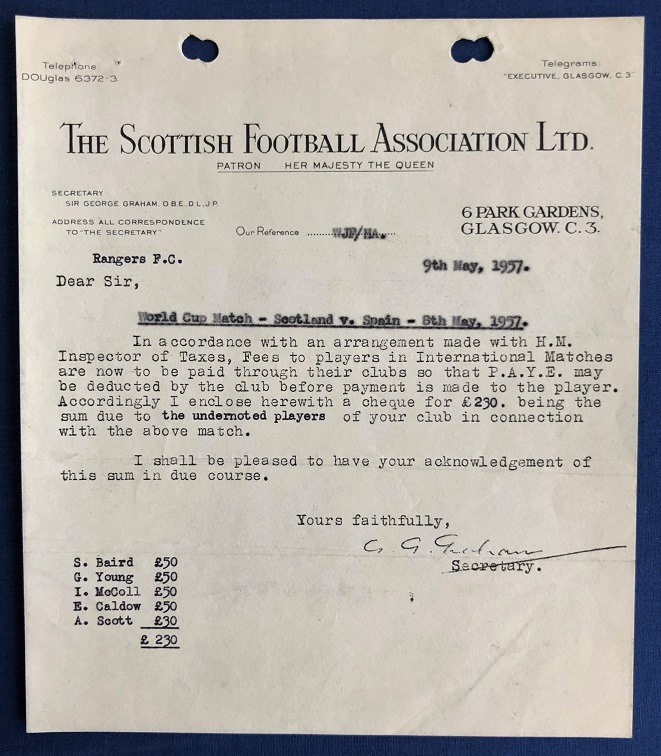 Telephone:
DOUglas 6372-3.
Telegrams:
"EXECUTIVE, GLASGOW, C.3"
THE SCOTTISH FOOTBALL ASSOCIATION LTD.
PATRON HER MAJESTY THE QUEEN
SECRETARY
SIR GEORGE GRAHAM. O.B.E., D.L., J.P.
ADDRESS ALL CORRESPONDENCE
TO "THE SECRETARY"
Our Reference ........WJP/HA....
6 PARK GARDENS,
GLASGOW. C. 3.
Rangers F.C.
9th May, 1957.
Dear Sir,
World Cup Match - Scotland v. Spain - 8th May, 1957.
In accordance with an arrangement made with H.M.
Inspector of Taxes, Fees to players in International Matches
are now to be paid through their clubs so that P.A.Y.E. may
be deducted by the club before payment is made to the player.
Accordingly I enclose herewith a cheque for £230. being the
sum due to the undernoted players of your club in connection
with the above match.
I shall be pleased to have your acknowledgement of
this sum in due course.
Yours faithfully,
G. G. Graham
Secretary.
S. Baird £50
G. Young £50
I. McColl £50
E. Caldow £50
A. Scott £30
£ 230